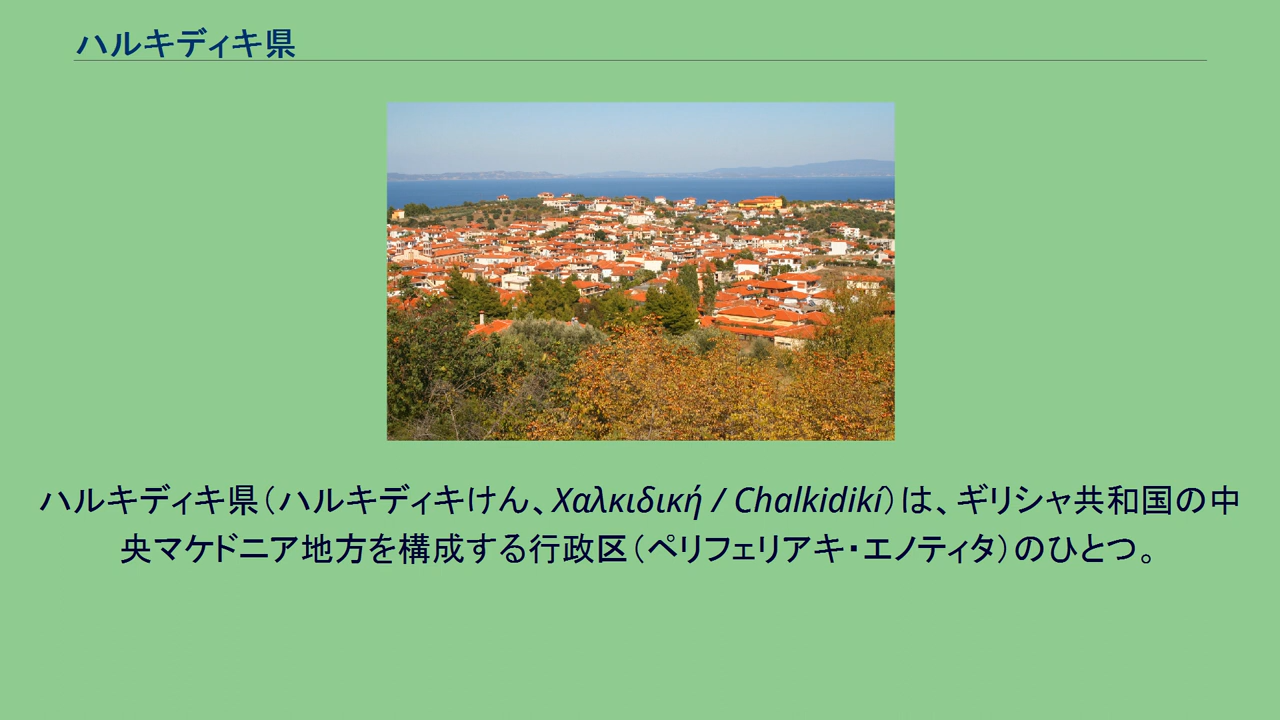 ハルキディキ県
ハルキディキ県（ハルキディキけん、Χαλκιδική / Chalkidikí）は、ギリシャ共和国の中
央マケドニア地方を構成する行政区（ペリフェリアキ・エノティタ）のひとつ。